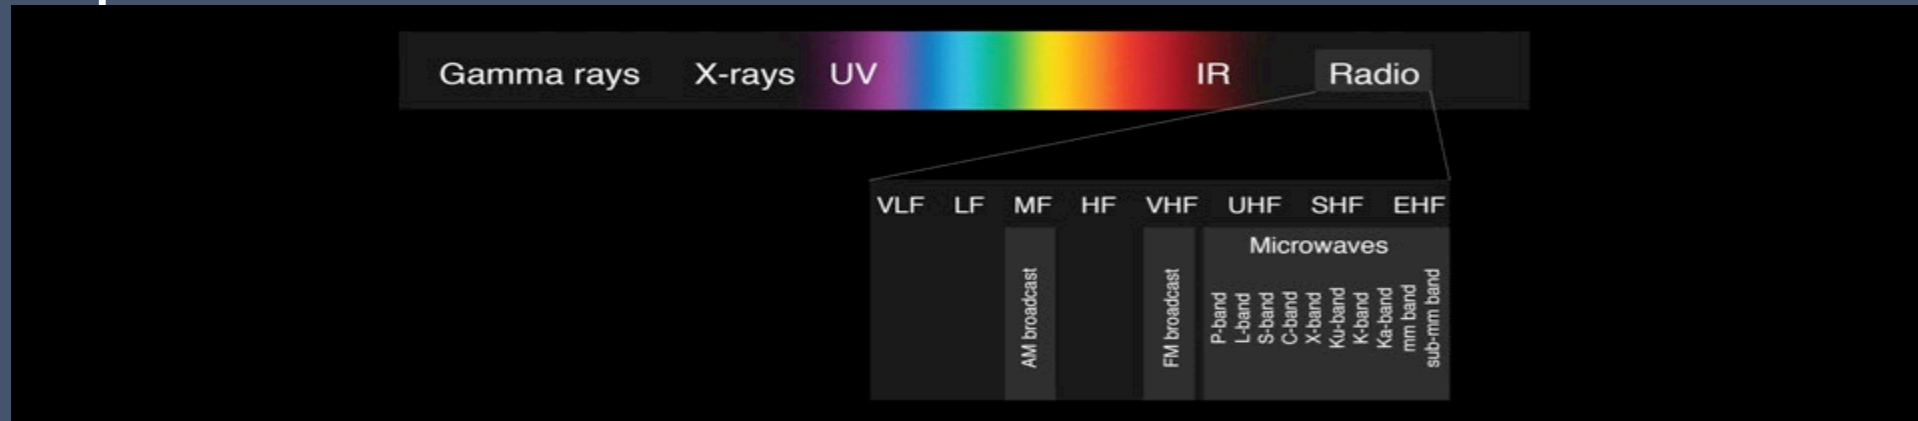 Gamma rays X-rays UV IR Radio
VLF LF MF HF VHF UHF SHF EHF
Microwaves
AM broadcast
FM broadcast
P-band
L-band
S-band
C-band
X-band
Ku-band
K-band
Ka-band
mm band
sub-mm band